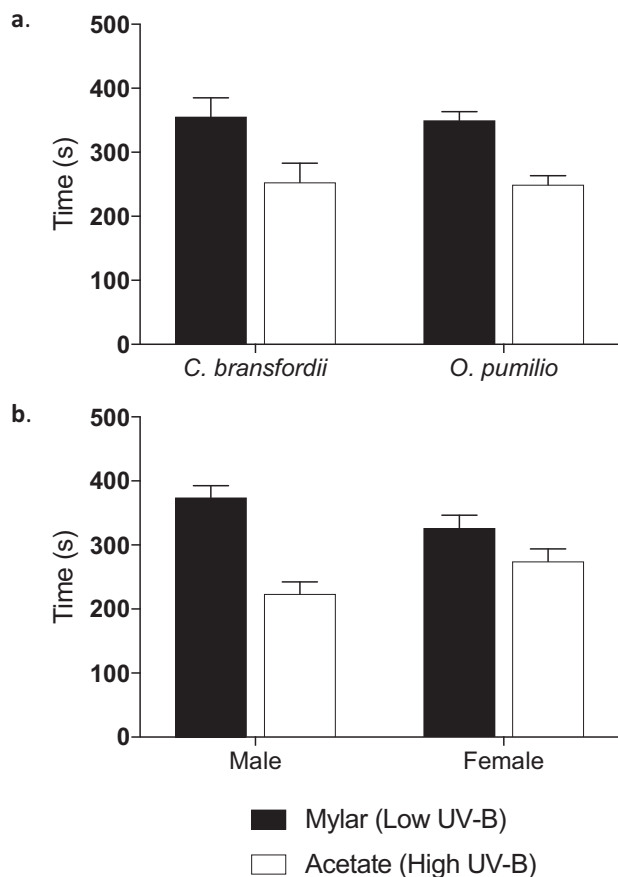 a.
500
400
300
200
100
0
Time (s)
C. bransfordii O. pumilio
b.
500
400
300
200
100
0
Time (s)
Male Female
Mylar (Low UV-B)
Acetate (High UV-B)